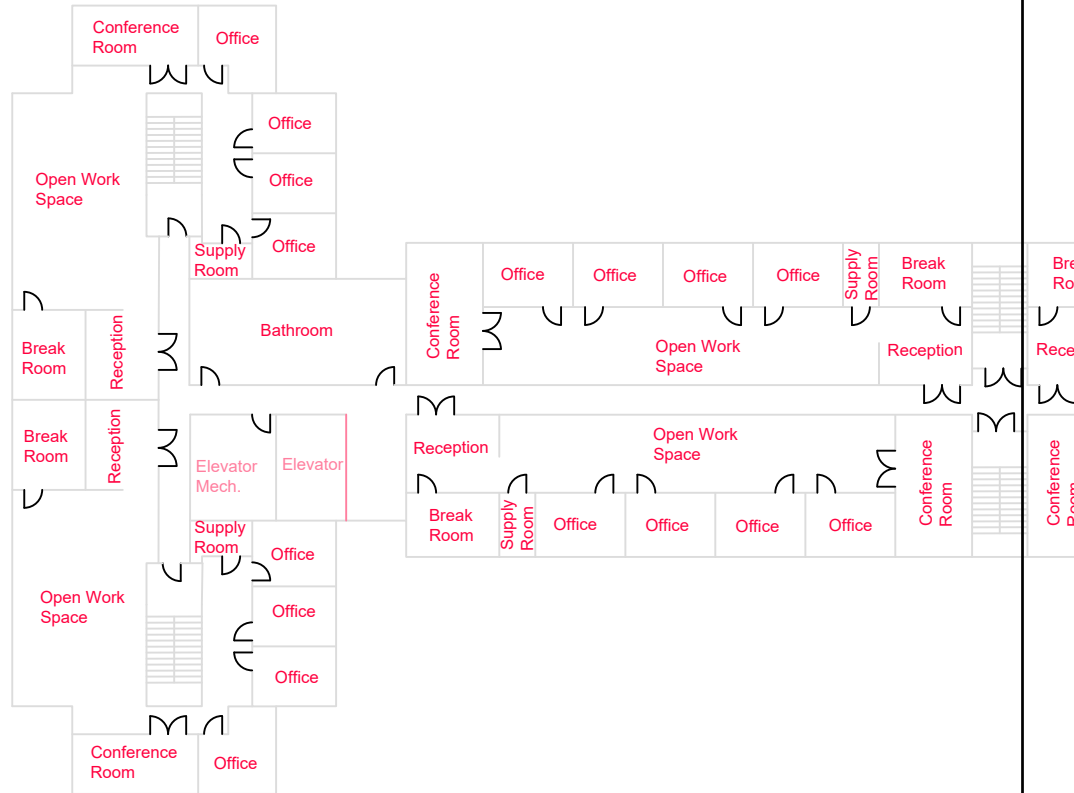 Conference
Room
Office
Office
Open Work
Space
Office
Supply
Room
Office
Conference
Room
Office
Office
Office
Office
Supply
Room
Break
Room
Bre
Ro
Bathroom
Break
Room
Reception
Open Work
Space
Reception
Rece
Break
Room
Reception
Elevator
Mech.
Elevator
Reception
Open Work
Space
Conference
Room
Conference
Room
Supply
Room
Office
Break
Room
Supply
Room
Office
Office
Office
Office
Open Work
Space
Office
Office
Conference
Room
Office